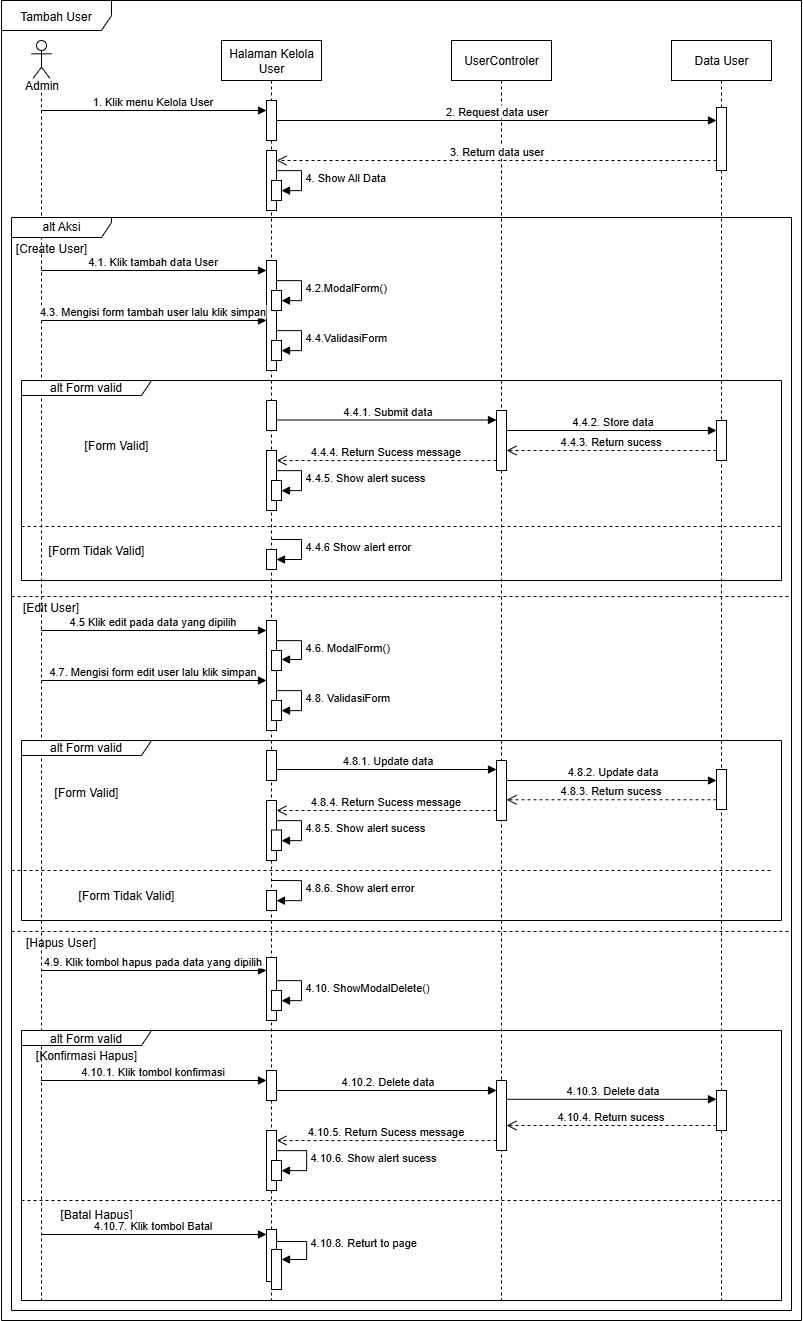 Tambah User
Admin
Halaman Kelola
User
UserControler
Data User
1. Klik menu Kelola User
2. Request data user
3. Return data user
4. Show All Data
alt Aksi
[Create User]
4.1. Klik tambah data User
4.2.ModalForm()
4.3. Mengisi form tambah user lalu klik simpan
4.4.ValidasiForm
alt Form valid
4.4.1. Submit data
4.4.2. Store data
[Form Valid]
4.4.3. Return sucess
4.4.4. Return Sucess message
4.4.5. Show alert sucess
[Form Tidak Valid]
4.4.6 Show alert error
[Edit User]
4.5 Klik edit pada data yang dipilih
4.6. ModalForm()
4.7. Mengisi form edit user lalu klik simpan
4.8. ValidasiForm
alt Form valid
4.8.1. Update data
4.8.2. Update data
[Form Valid]
4.8.3. Return sucess
4.8.4. Return Sucess message
4.8.5. Show alert sucess
[Form Tidak Valid]
4.8.6. Show alert error
[Hapus User]
4.9. Klik tombol hapus pada data yang dipilih
4.10. ShowModalDelete()
alt Form valid
[Konfirmasi Hapus]
4.10.1. Klik tombol konfirmasi
4.10.2. Delete data
4.10.3. Delete data
4.10.4. Return sucess
4.10.5. Return Sucess message
4.10.6. Show alert sucess
[Batal Hapus]
4.10.7. Klik tombol Batal
4.10.8. Returt to page